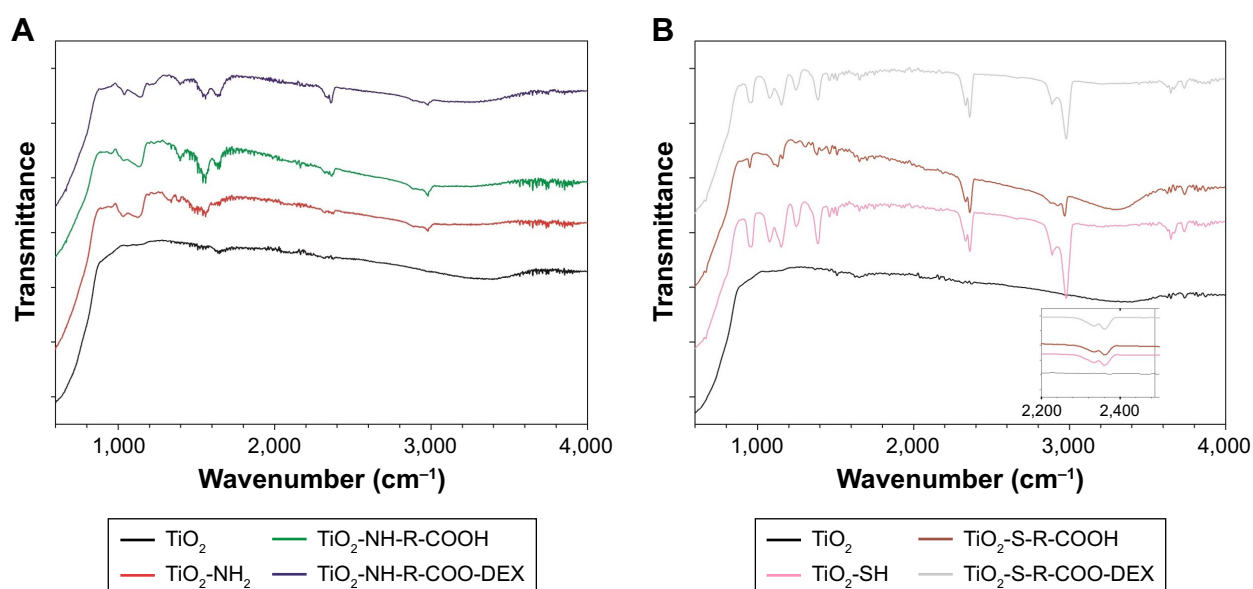 A
Transmittance
1,000 2,000 3,000 4,000
Wavenumber (cm⁻¹)
TiO₂ TiO₂-NH-R-COOH
TiO₂-NH₂ TiO₂-NH-R-COO-DEX
B
Transmittance
2,200 2,400
1,000 2,000 3,000 4,000
Wavenumber (cm⁻¹)
TiO₂ TiO₂-S-R-COOH
TiO₂-SH TiO₂-S-R-COO-DEX